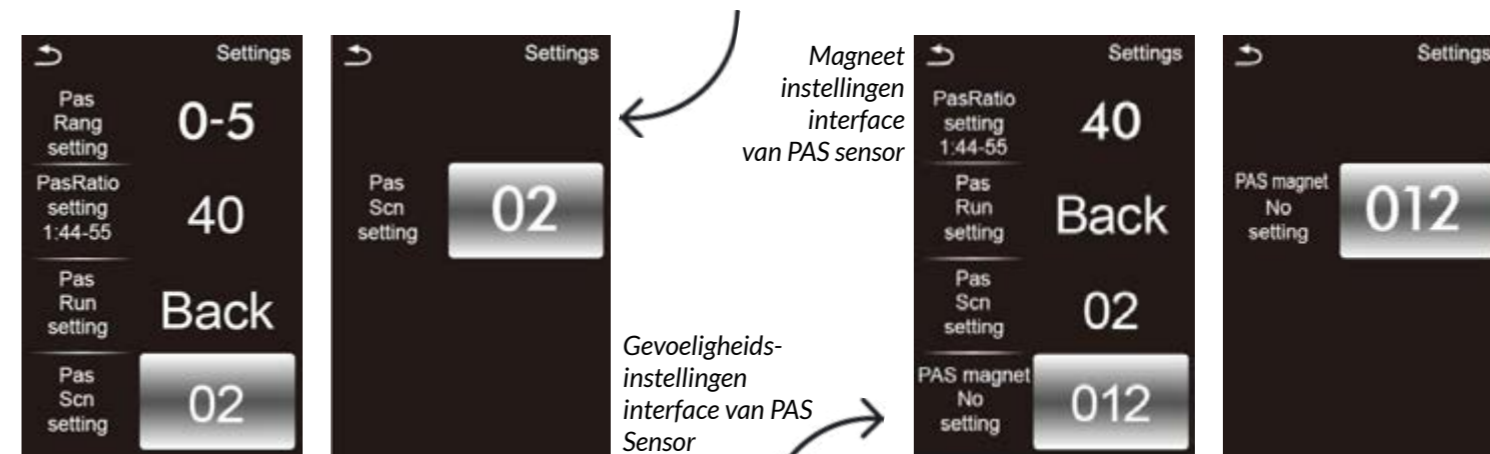 Settings
Pas
Rang
setting
0-5
PasRatio
setting
1:44-55
40
Pas
Run
setting
Back
Pas
Scn
setting
02
Settings
Pas
Scn
setting
02
Gevoeligheids-
instellingen
interface van PAS
Sensor
Magneet
instellingen
interface
van PAS sensor
Settings
PasRatio
setting
1:44-55
40
Pas
Run
setting
Back
Pas
Scn
setting
02
PAS magnet
No
setting
012
Settings
PAS magnet
No
setting
012